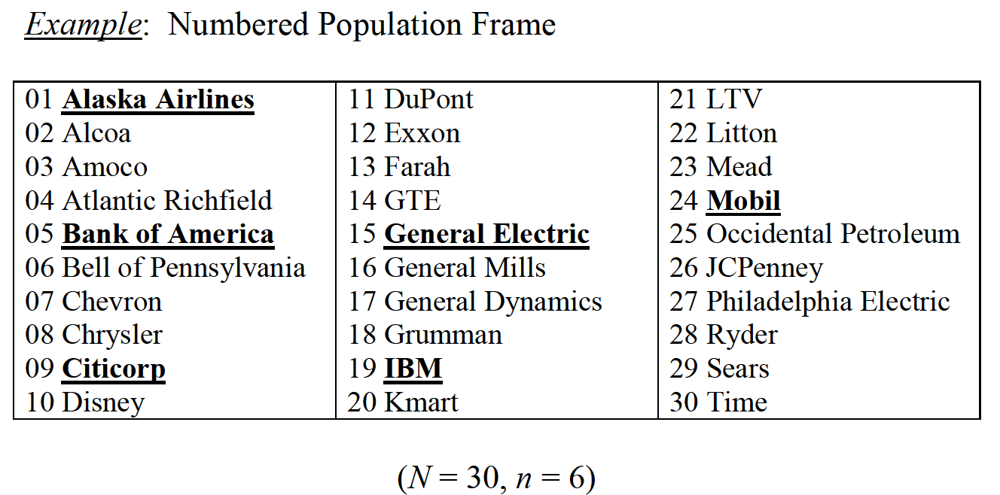 Example: Numbered Population Frame
01 Alaska Airlines
02 Alcoa
03 Amoco
04 Atlantic Richfield
05 Bank of America
06 Bell of Pennsylvania
07 Chevron
08 Chrysler
09 Citicorp
10 Disney
11 DuPont
12 Exxon
13 Farah
14 GTE
15 General Electric
16 General Mills
17 General Dynamics
18 Grumman
19 IBM
20 Kmart
21 LTV
22 Litton
23 Mead
24 Mobil
25 Occidental Petroleum
26 JCPenney
27 Philadelphia Electric
28 Ryder
29 Sears
30 Time
(N = 30, n = 6)